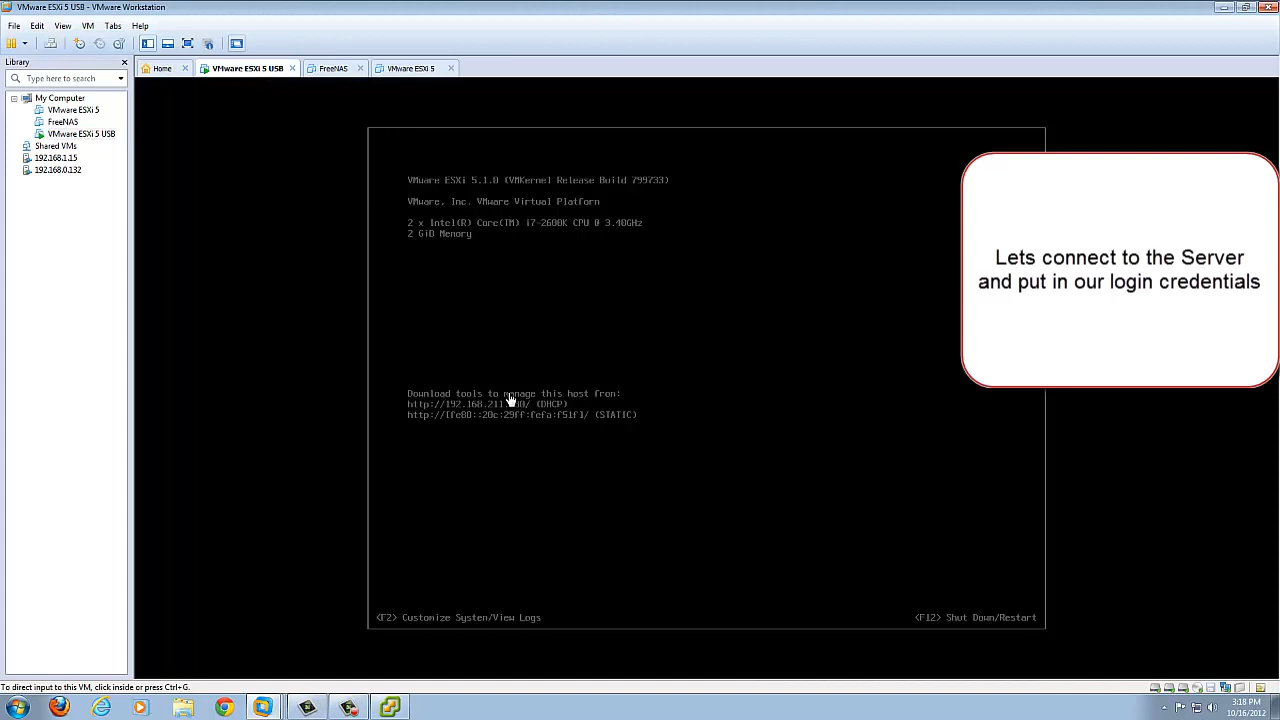 VMware ESXi 5 USB - VMware Workstation
File Edit View VM Tabs Help
Library
Type here to search
My Computer
VMware ESXi 5
FreeNAS
VMware ESXi 5 USB
Shared VMs
192.168.1.15
192.168.0.132
Home
VMware ESXi 5 USB
FreeNAS
VMware ESXi 5
VMware ESXi 5.1.0 (VMKernel Release Build 799733)
VMware, Inc. VMware Virtual Platform
2 x Intel(R) Core(TM) i7-2600K CPU @ 3.40GHz
2 GiB Memory
Lets connect to the Server
and put in our login credentials
Download tools to manage this host from:
(DHCP)
http://[fe80::20c:29ff:fefa:f51f]/ (STATIC)
<F2> Customize System/View Logs
<F12> Shut Down/Restart
To direct input to this VM, click inside or press Ctrl+G.
3:18 PM
10/16/2012